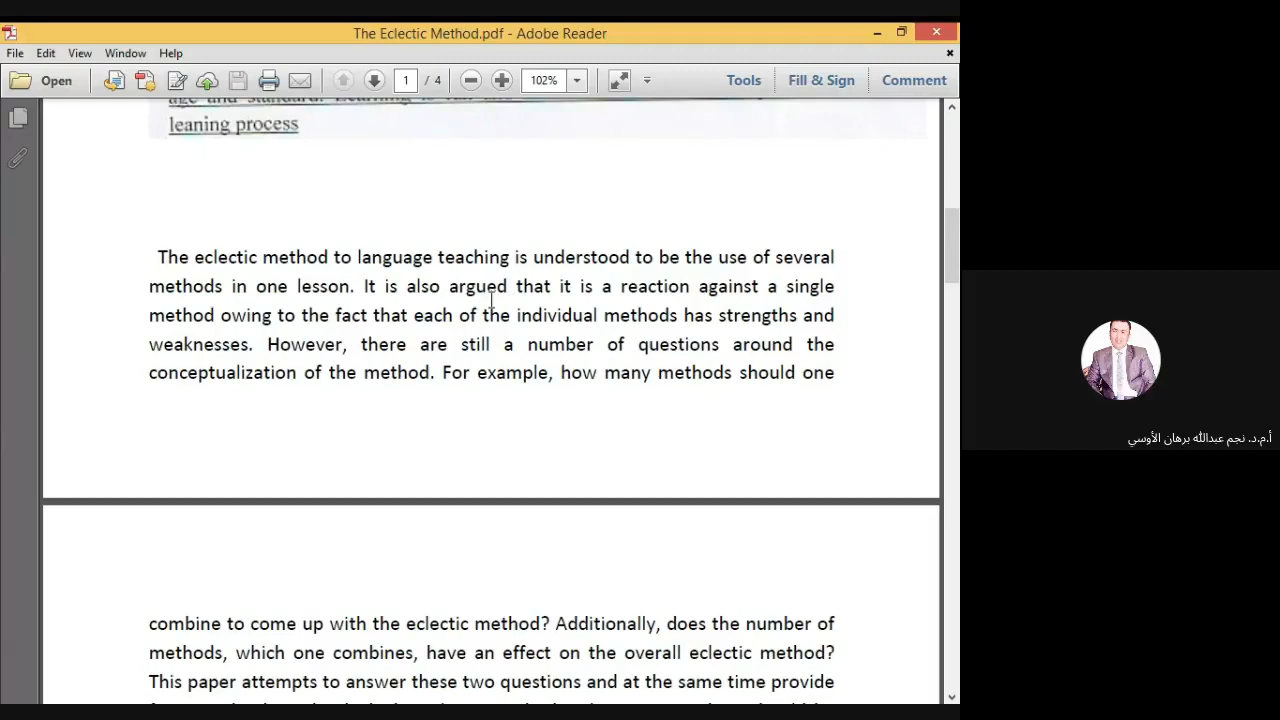 The Eclectic Method.pdf - Adobe Reader
File Edit View Window Help
Open 1 / 4 102% Tools Fill & Sign Comment
age and standard. Learning is
leaning process
The eclectic method to language teaching is understood to be the use of several
methods in one lesson. It is also argued that it is a reaction against a single
method owing to the fact that each of the individual methods has strengths and
weaknesses. However, there are still a number of questions around the
conceptualization of the method. For example, how many methods should one
combine to come up with the eclectic method? Additionally, does the number of
methods, which one combines, have an effect on the overall eclectic method?
This paper attempts to answer these two questions and at the same time provide
أ.م.د. نجم عبدالله برهان الأوسي